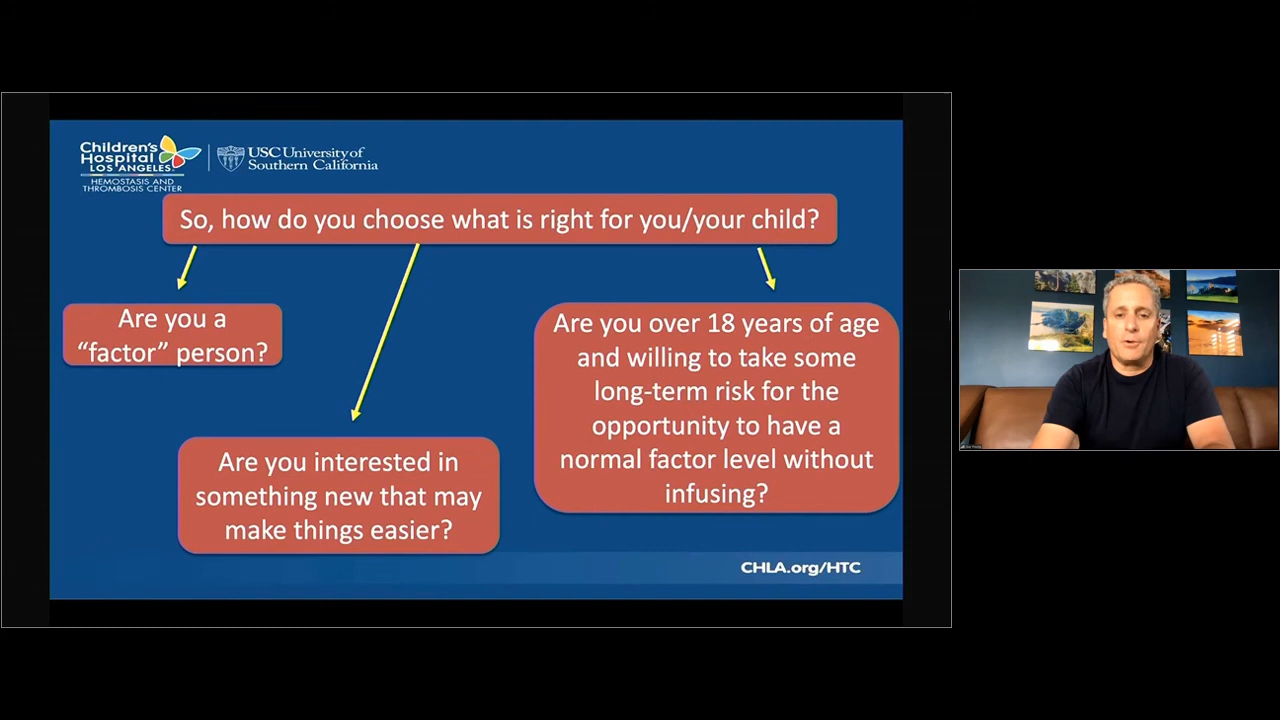 Children's
Hospital
LOS ANGELES
HEMOSTASIS AND
THROMBOSIS CENTER
USC University of
Southern California
So, how do you choose what is right for you/your child?
Are you a
“factor” person?
Are you interested in
something new that may
make things easier?
Are you over 18 years of age
and willing to take some
long-term risk for the
opportunity to have a
normal factor level without
infusing?
CHLA.org/HTC